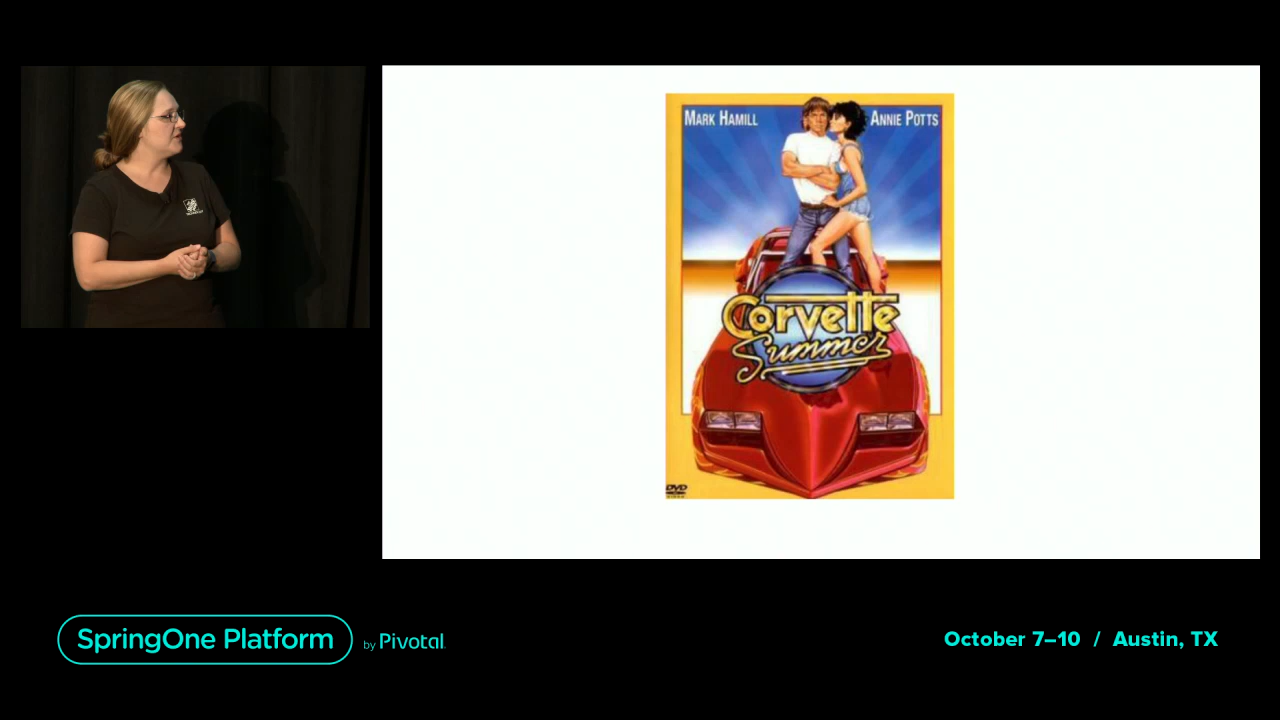 MARK HAMILL
ANNIE POTTS
Corvette
Summer
DVD
SpringOne Platform
by Pivotal
October 7–10 / Austin, TX